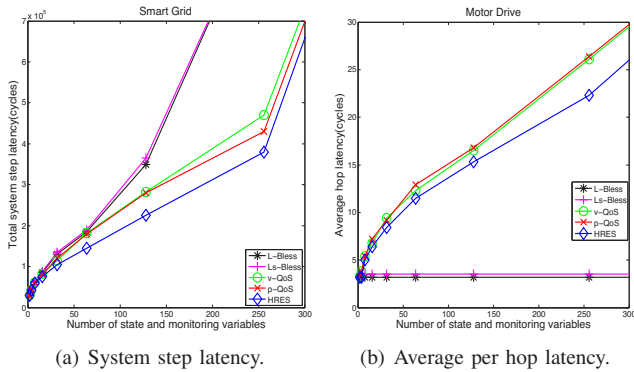 Smart Grid
7 x 10^5
6
5
4
3
2
1
0
0 50 100 150 200 250 300
Total system step latency(cycles)
Number of state and monitoring variables
L−Bless
Ls−Bless
v−QoS
p−QoS
HRES
(a) System step latency.
Motor Drive
30
25
20
15
10
5
0
0 50 100 150 200 250 300
Average hop latency(cycles)
Number of state and monitoring variables
L−Bless
Ls−Bless
v−QoS
p−QoS
HRES
(b) Average per hop latency.